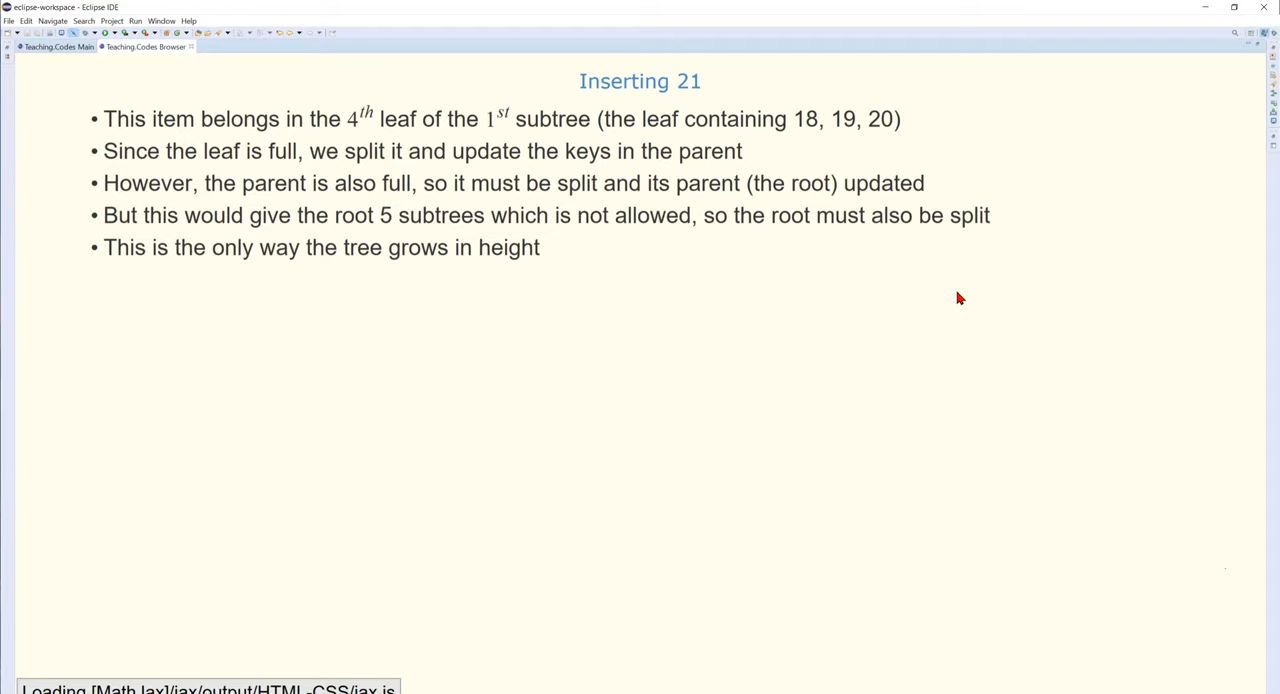 eclipse-workspace - Eclipse IDE
File Edit Navigate Search Project Run Window Help
Teaching.Codes Main Teaching.Codes Browser
Inserting 21
• This item belongs in the 4th leaf of the 1st subtree (the leaf containing 18, 19, 20)
• Since the leaf is full, we split it and update the keys in the parent
• However, the parent is also full, so it must be split and its parent (the root) updated
• But this would give the root 5 subtrees which is not allowed, so the root must also be split
• This is the only way the tree grows in height
Loading [MathJax]/jax/output/HTML-CSS/jax.js